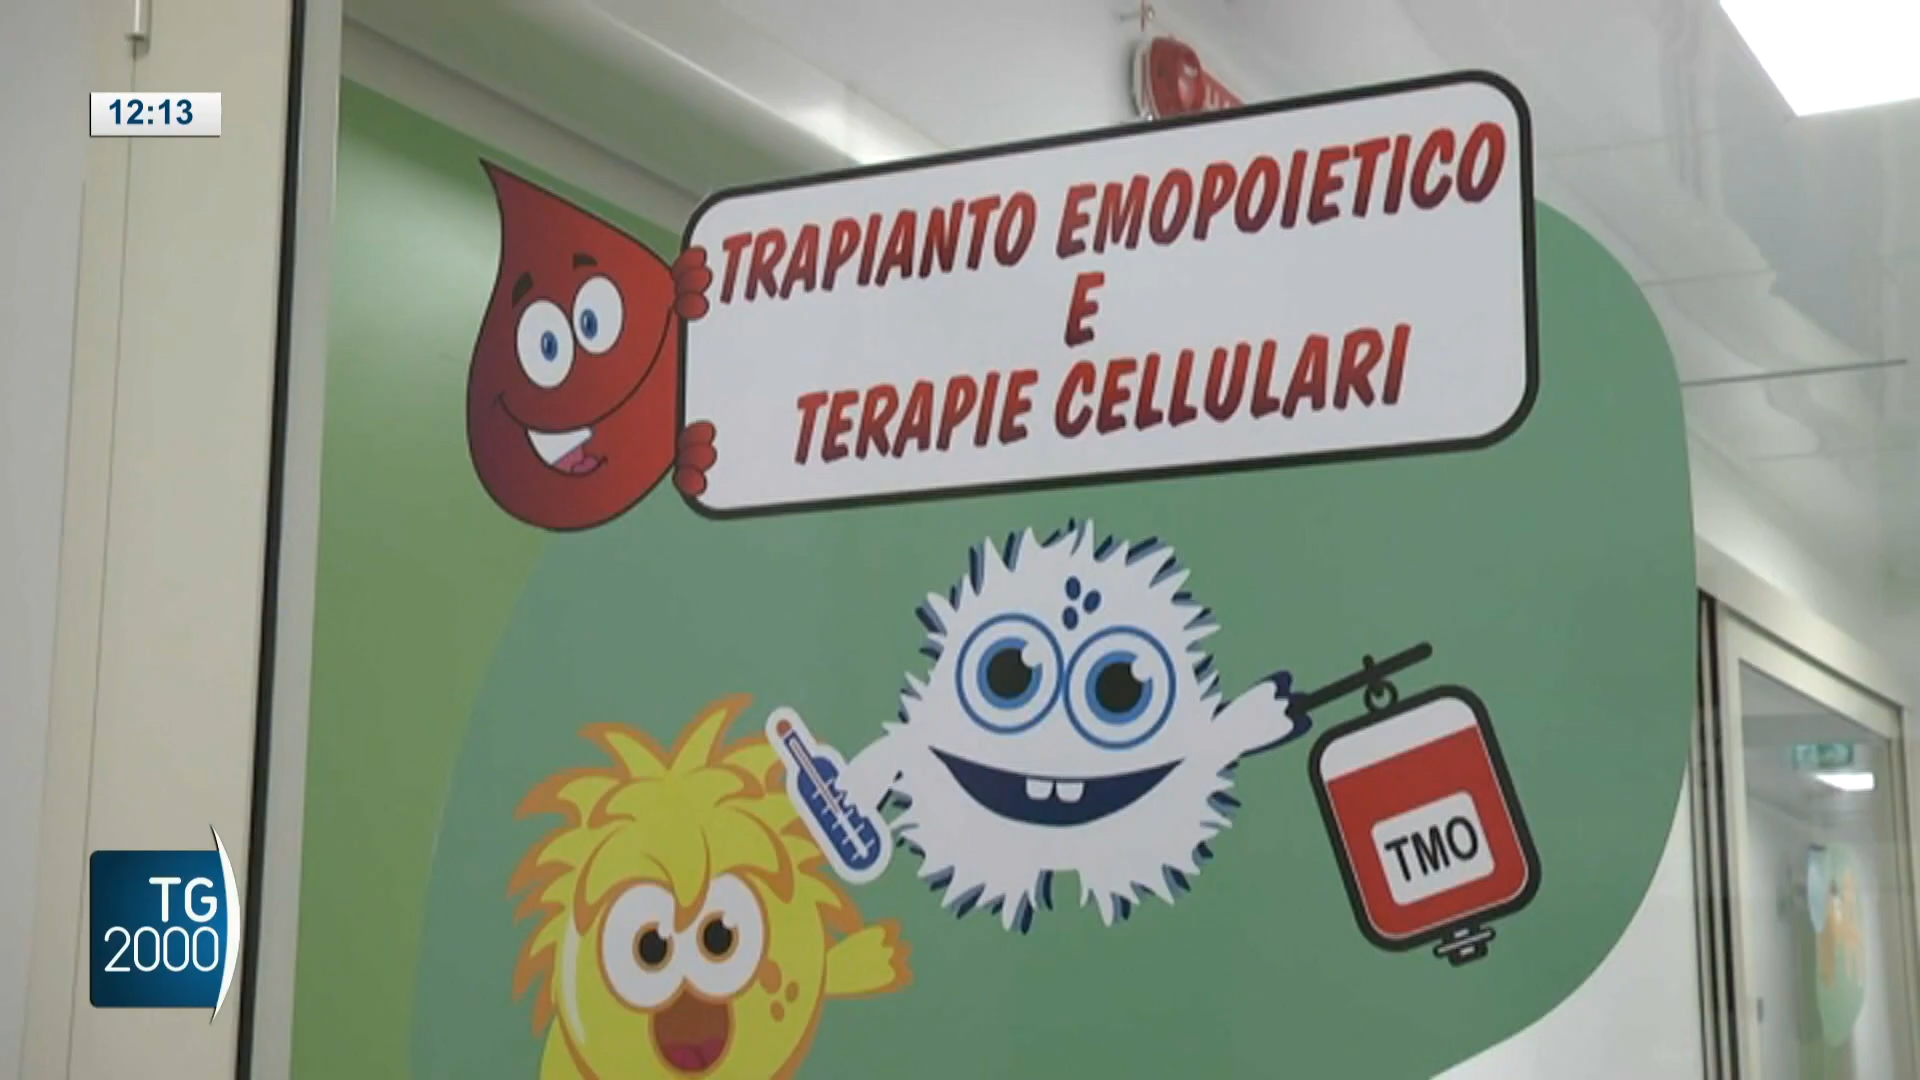 12:13
TRAPIANTO EMOPOIETICO
E
TERAPIE CELLULARI
TMO
TG
2000